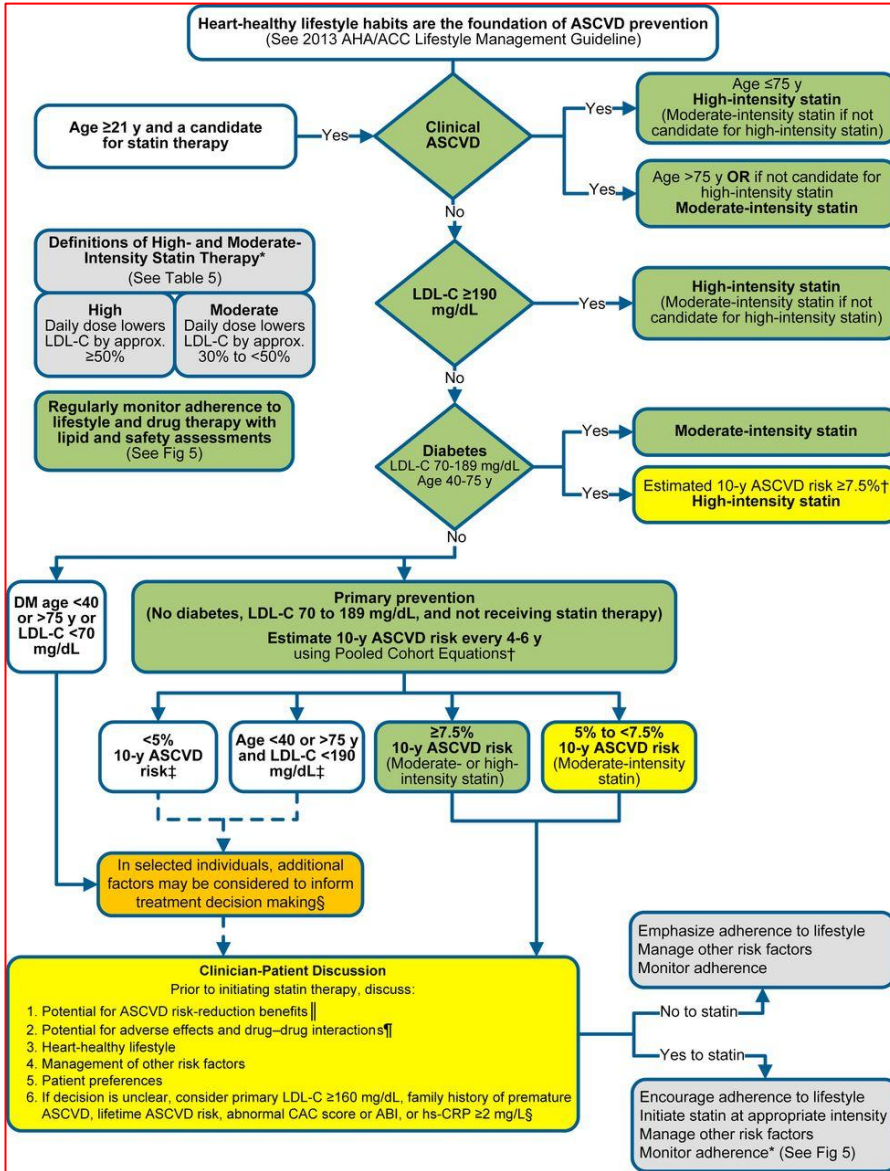 Heart-healthy lifestyle habits are the foundation of ASCVD prevention
(See 2013 AHA/ACC Lifestyle Management Guideline)
Age ≥21 y and a candidate
for statin therapy
Yes
Clinical
ASCVD
Yes
Age ≤75 y
High-intensity statin
(Moderate-intensity statin if not
candidate for high-intensity statin)
Yes
Age >75 y OR if not candidate for
high-intensity statin
Moderate-intensity statin
No
Definitions of High- and Moderate-
Intensity Statin Therapy*
(See Table 5)
High
Daily dose lowers
LDL-C by approx.
≥50%
Moderate
Daily dose lowers
LDL-C by approx.
30% to <50%
LDL-C ≥190
mg/dL
Yes
High-intensity statin
(Moderate-intensity statin if not
candidate for high-intensity statin)
No
Regularly monitor adherence to
lifestyle and drug therapy with
lipid and safety assessments
(See Fig 5)
Diabetes
LDL-C 70-189 mg/dL
Age 40-75 y
Yes
Moderate-intensity statin
Yes
Estimated 10-y ASCVD risk ≥7.5%†
High-intensity statin
No
DM age <40
or >75 y or
LDL-C <70
mg/dL
Primary prevention
(No diabetes, LDL-C 70 to 189 mg/dL, and not receiving statin therapy)
Estimate 10-y ASCVD risk every 4-6 y
using Pooled Cohort Equations†
<5%
10-y ASCVD
risk‡
Age <40 or >75 y
and LDL-C <190
mg/dL‡
≥7.5%
10-y ASCVD risk
(Moderate- or high-
intensity statin)
5% to <7.5%
10-y ASCVD risk
(Moderate-intensity
statin)
In selected individuals, additional
factors may be considered to inform
treatment decision making§
Clinician-Patient Discussion
Prior to initiating statin therapy, discuss:
1. Potential for ASCVD risk-reduction benefits‖
2. Potential for adverse effects and drug–drug interactions¶
3. Heart-healthy lifestyle
4. Management of other risk factors
5. Patient preferences
6. If decision is unclear, consider primary LDL-C ≥160 mg/dL, family history of premature
ASCVD, lifetime ASCVD risk, abnormal CAC score or ABI, or hs-CRP ≥2 mg/L§
Emphasize adherence to lifestyle
Manage other risk factors
Monitor adherence
No to statin
Yes to statin
Encourage adherence to lifestyle
Initiate statin at appropriate intensity
Manage other risk factors
Monitor adherence* (See Fig 5)